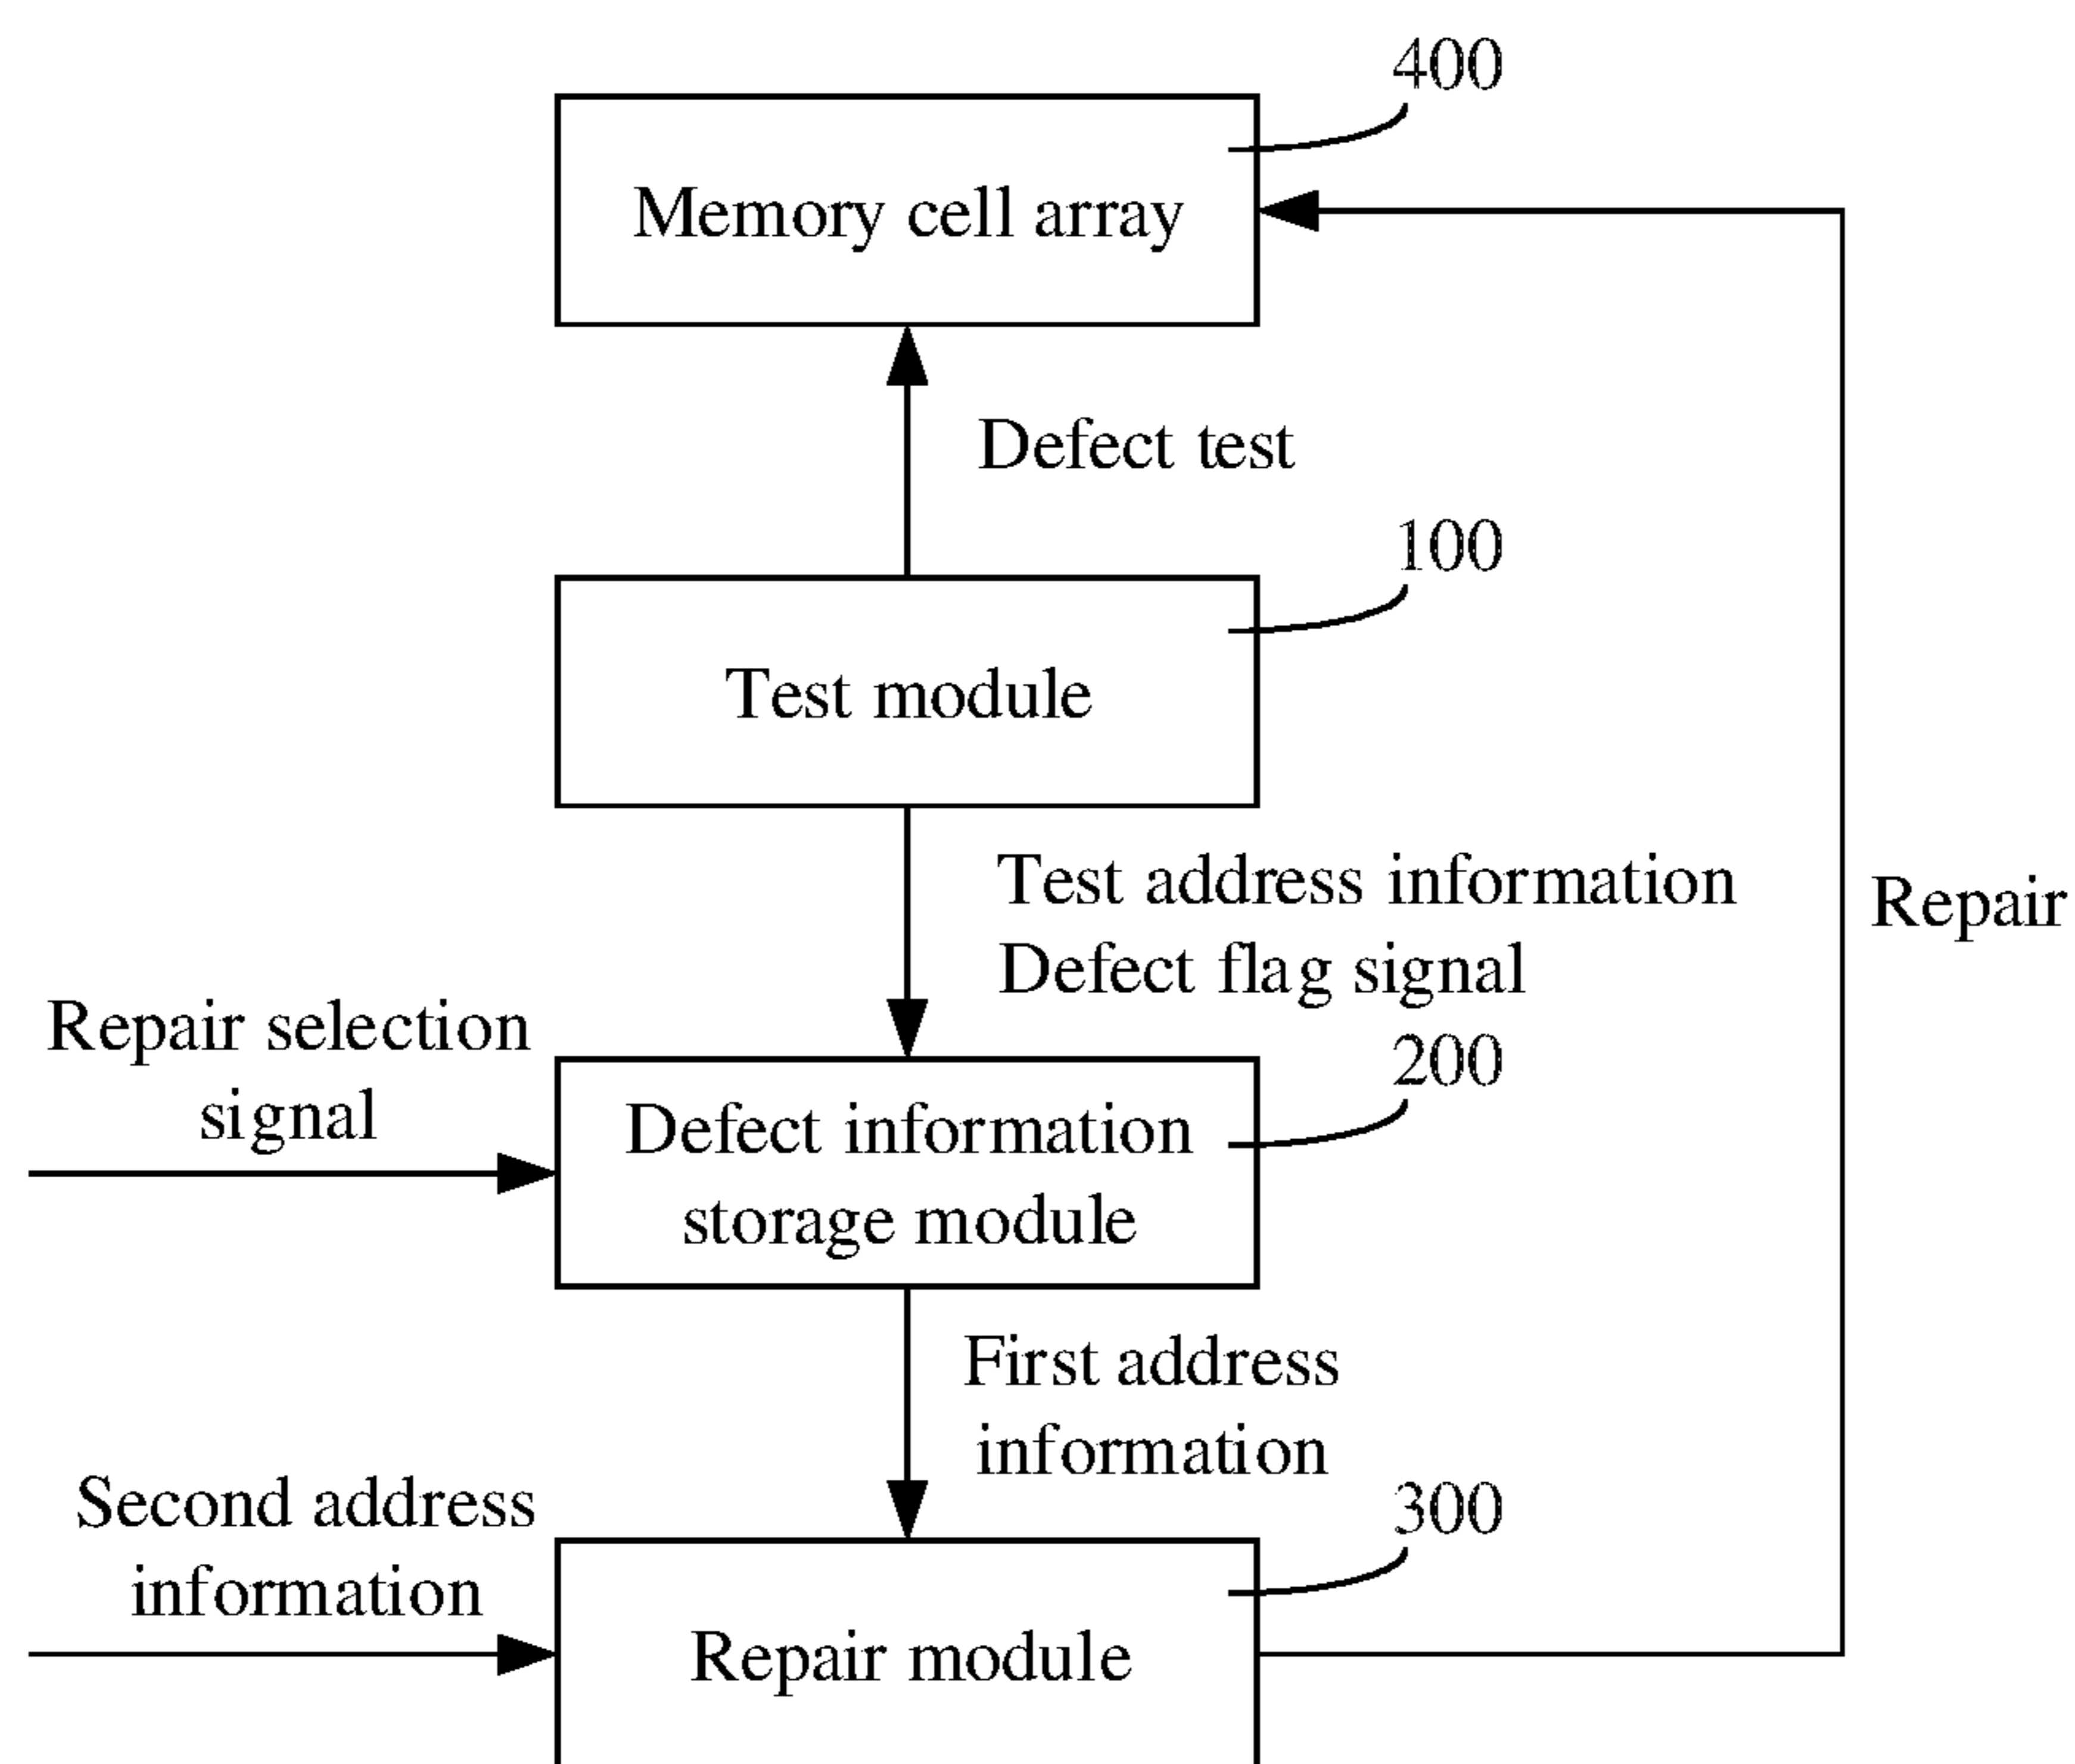 400
Memory cell array
Defect test
100
Test module
Test address information
Defect flag signal
Repair
Repair selection
signal
200
Defect information
storage module
First address
information
Second address
information
300
Repair module